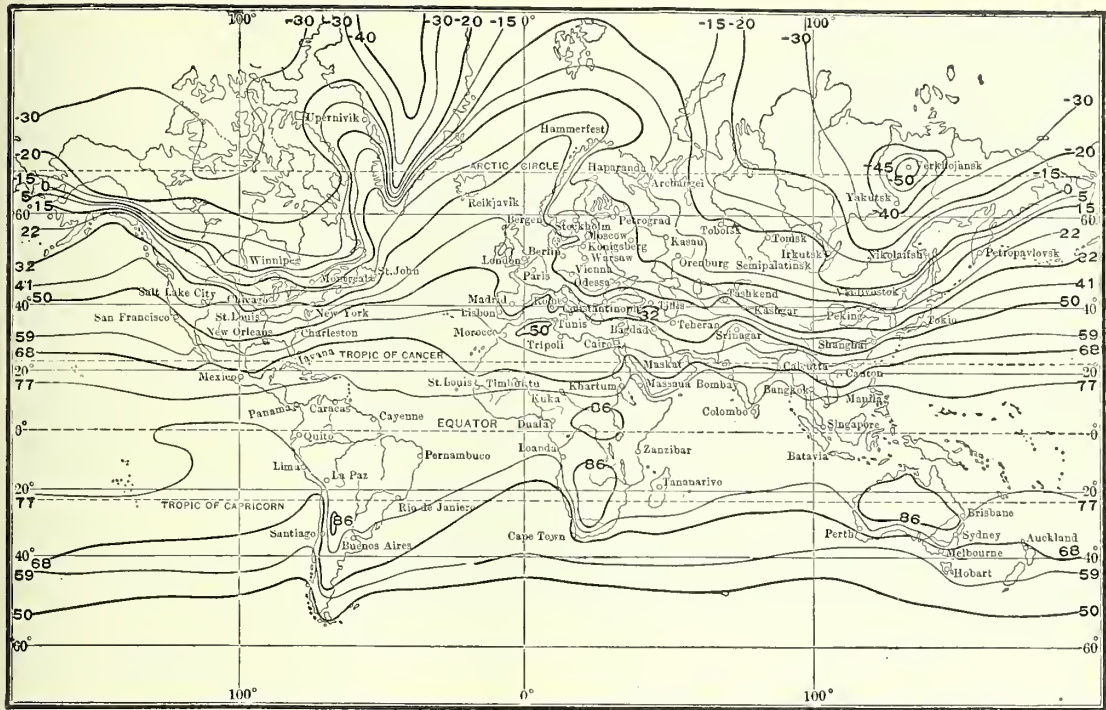 100° -30 -30 -30 -20 -15 0° -15 -20 100°
-40 -30
-30 -30
Upernivik
Hammerfest
-20 -20
ARCTIC CIRCLE
-45 Verkhojansk
-15 Haparanda -50 -15
0 Archangel Yakutsk 0
5 Reikjavik -40 5
15 15
60° Bergen Petrograd 60°
22 Stockholm Tobolsk 22
Moscow Kasau Tomsk
Königsberg
Winnipeg Berlin Warsaw Irkutsk Nikolaifsk Petropavlovsk
32 London Orenburg Semipalatinsk 32
St. John Vienna
41 Montreal Paris Odessa 41
Salt Lake City Chicago Tashkend Vladivostok
50 Madrid Rome Constantinople Tiflis 50
40° St. Louis New York Lisbon 32 Kashgar Peking 40°
San Francisco Tunis Teheran Tokio
New Orleans Charleston Morocco 50 Bagdad Srinagar
59 Tripoli Cairo Shanghai 59
68 Havana TROPIC OF CANCER Maskat Calcutta 68
20° Mexico Canton 20°
77 St. Louis Timbuktu Khartum Massaua Bombay Bangkok 77
Kuka Manila
Panama Caracas 86 Colombo
Cayenne
EQUATOR Duala Singapore
0° Quito 0°
Loanda Zanzibar
Pernambuco Batavia
Lima La Paz 86
Tananarivo
20° 20°
77 TROPIC OF CAPRICORN Rio de Janiero 77
86 86 Brisbane
Santiago Cape Town Perth Sydney
Buenos Aires Auckland
40° Melbourne 40°
68 68
59 Hobart 59
50 50
60° 60°
100° 0° 100°